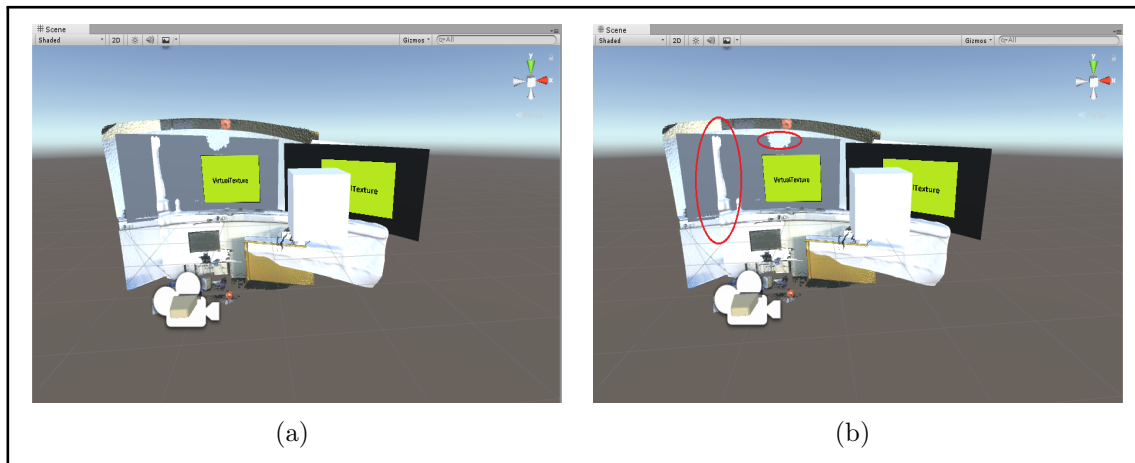 Scene
Shaded 2D Gizmos All
y
x
VirtualTexture
lTexture
(a)
Scene
Shaded 2D Gizmos All
y
x
VirtualTexture
lTexture
(b)